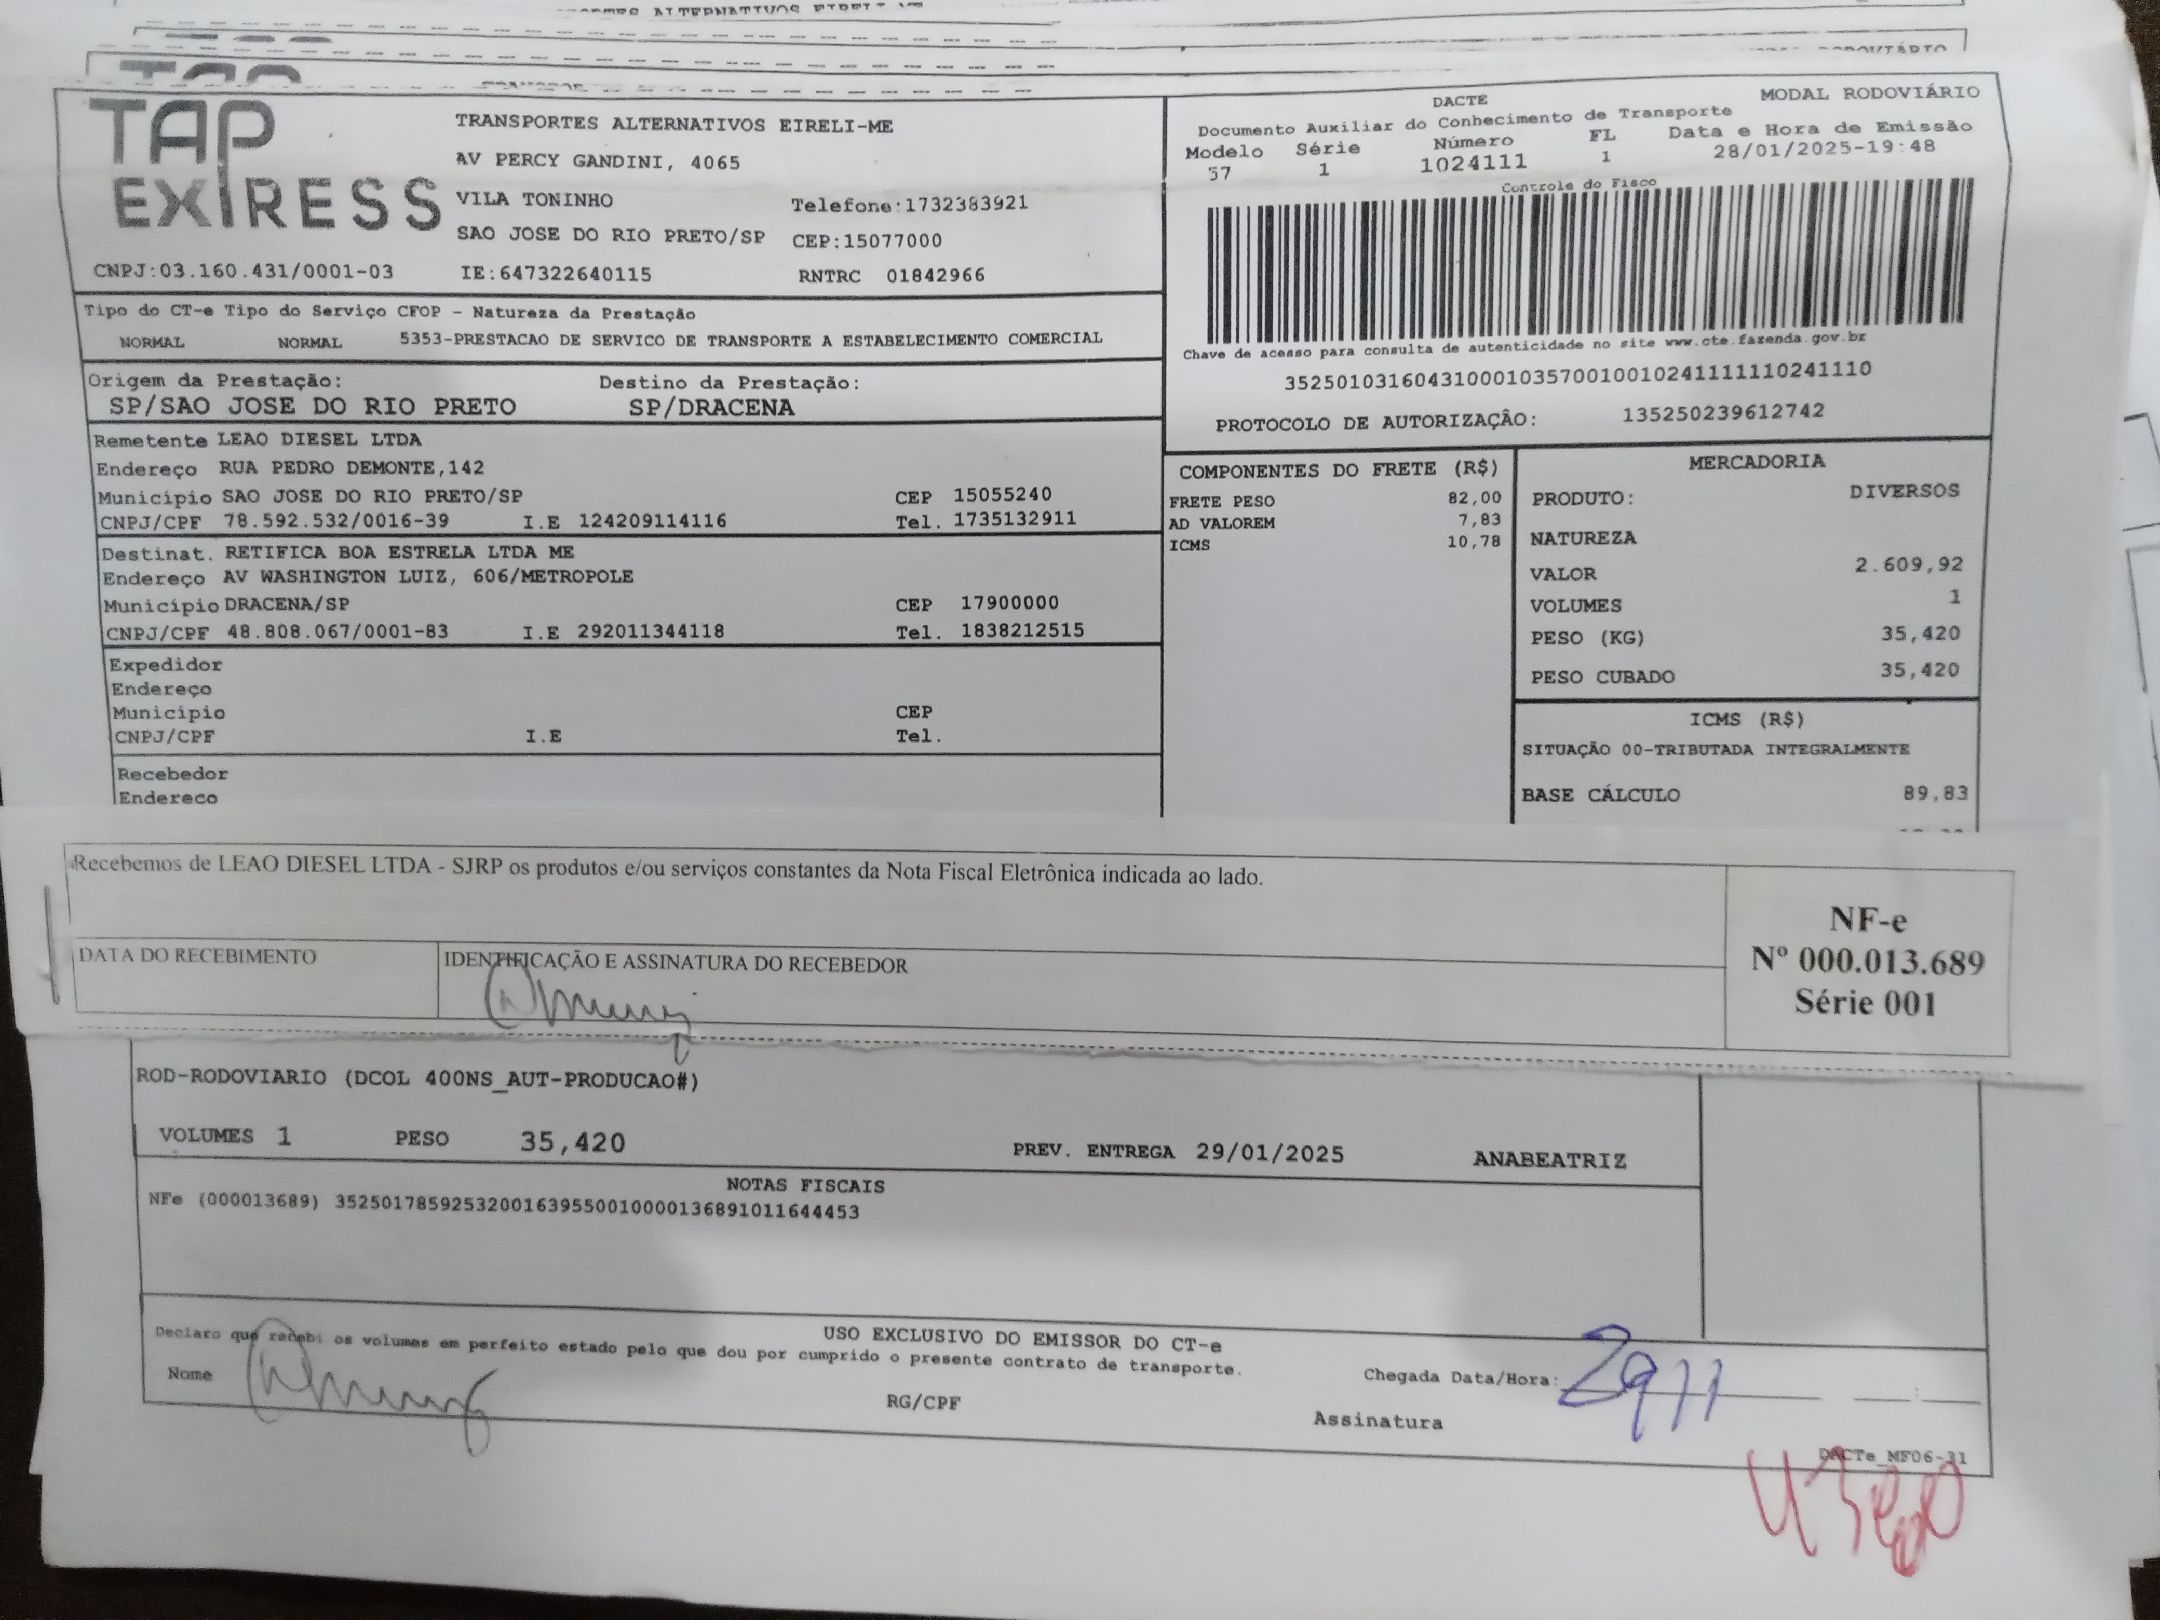 TAP
EXPRESS
TRANSPORTES ALTERNATIVOS EIRELI-ME
AV PERCY GANDINI, 4065
VILA TONINHO Telefone:1732383921
SAO JOSE DO RIO PRETO/SP CEP:15077000
CNPJ:03.160.431/0001-03 IE:647322640115 RNTRC 01842966
DACTE MODAL RODOVIÁRIO
Documento Auxiliar do Conhecimento de Transporte
Modelo Série Número FL Data e Hora de Emissão
57 1 1024111 1 28/01/2025-19:48
Controle do Fisco
Chave de acesso para consulta de autenticidade no site www.cte.fazenda.gov.br
35250103160431000103570010010241111110241110
PROTOCOLO DE AUTORIZAÇÂO: 135250239612742
Tipo do CT-e Tipo do Serviço CFOP - Natureza da Prestação
NORMAL NORMAL 5353-PRESTACAO DE SERVICO DE TRANSPORTE A ESTABELECIMENTO COMERCIAL
Origem da Prestação: Destino da Prestação:
SP/SAO JOSE DO RIO PRETO SP/DRACENA
Remetente LEAO DIESEL LTDA
Endereço RUA PEDRO DEMONTE,142
Município SAO JOSE DO RIO PRETO/SP CEP 15055240
CNPJ/CPF 78.592.532/0016-39 I.E 124209114116 Tel. 1735132911
Destinat. RETIFICA BOA ESTRELA LTDA ME
Endereço AV WASHINGTON LUIZ, 606/METROPOLE
Município DRACENA/SP CEP 17900000
CNPJ/CPF 48.808.067/0001-83 I.E 292011344118 Tel. 1838212515
Expedidor
Endereço
Município CEP
CNPJ/CPF I.E Tel.
Recebedor
Endereco
COMPONENTES DO FRETE (R$)
FRETE PESO 82,00
AD VALOREM 7,83
ICMS 10,78
MERCADORIA
PRODUTO: DIVERSOS
NATUREZA
VALOR 2.609,92
VOLUMES 1
PESO (KG) 35,420
PESO CUBADO 35,420
ICMS (R$)
SITUAÇÃO 00-TRIBUTADA INTEGRALMENTE
BASE CÁLCULO 89,83
Recebemos de LEAO DIESEL LTDA - SJRP os produtos e/ou serviços constantes da Nota Fiscal Eletrônica indicada ao lado.
DATA DO RECEBIMENTO IDENTIFICAÇÃO E ASSINATURA DO RECEBEDOR
NF-e
Nº 000.013.689
Série 001
ROD-RODOVIARIO (DCOL 400NS_AUT-PRODUCAO#)
VOLUMES 1 PESO 35,420 PREV. ENTREGA 29/01/2025 ANABEATRIZ
NOTAS FISCAIS
NFe (000013689) 35250178592532001639550010000136891011644453
USO EXCLUSIVO DO EMISSOR DO CT-e
Declaro que recebi os volumes em perfeito estado pelo que dou por cumprido o presente contrato de transporte.
Nome RG/CPF Chegada Data/Hora: 29/1
Assinatura
DACTe_MF06-31